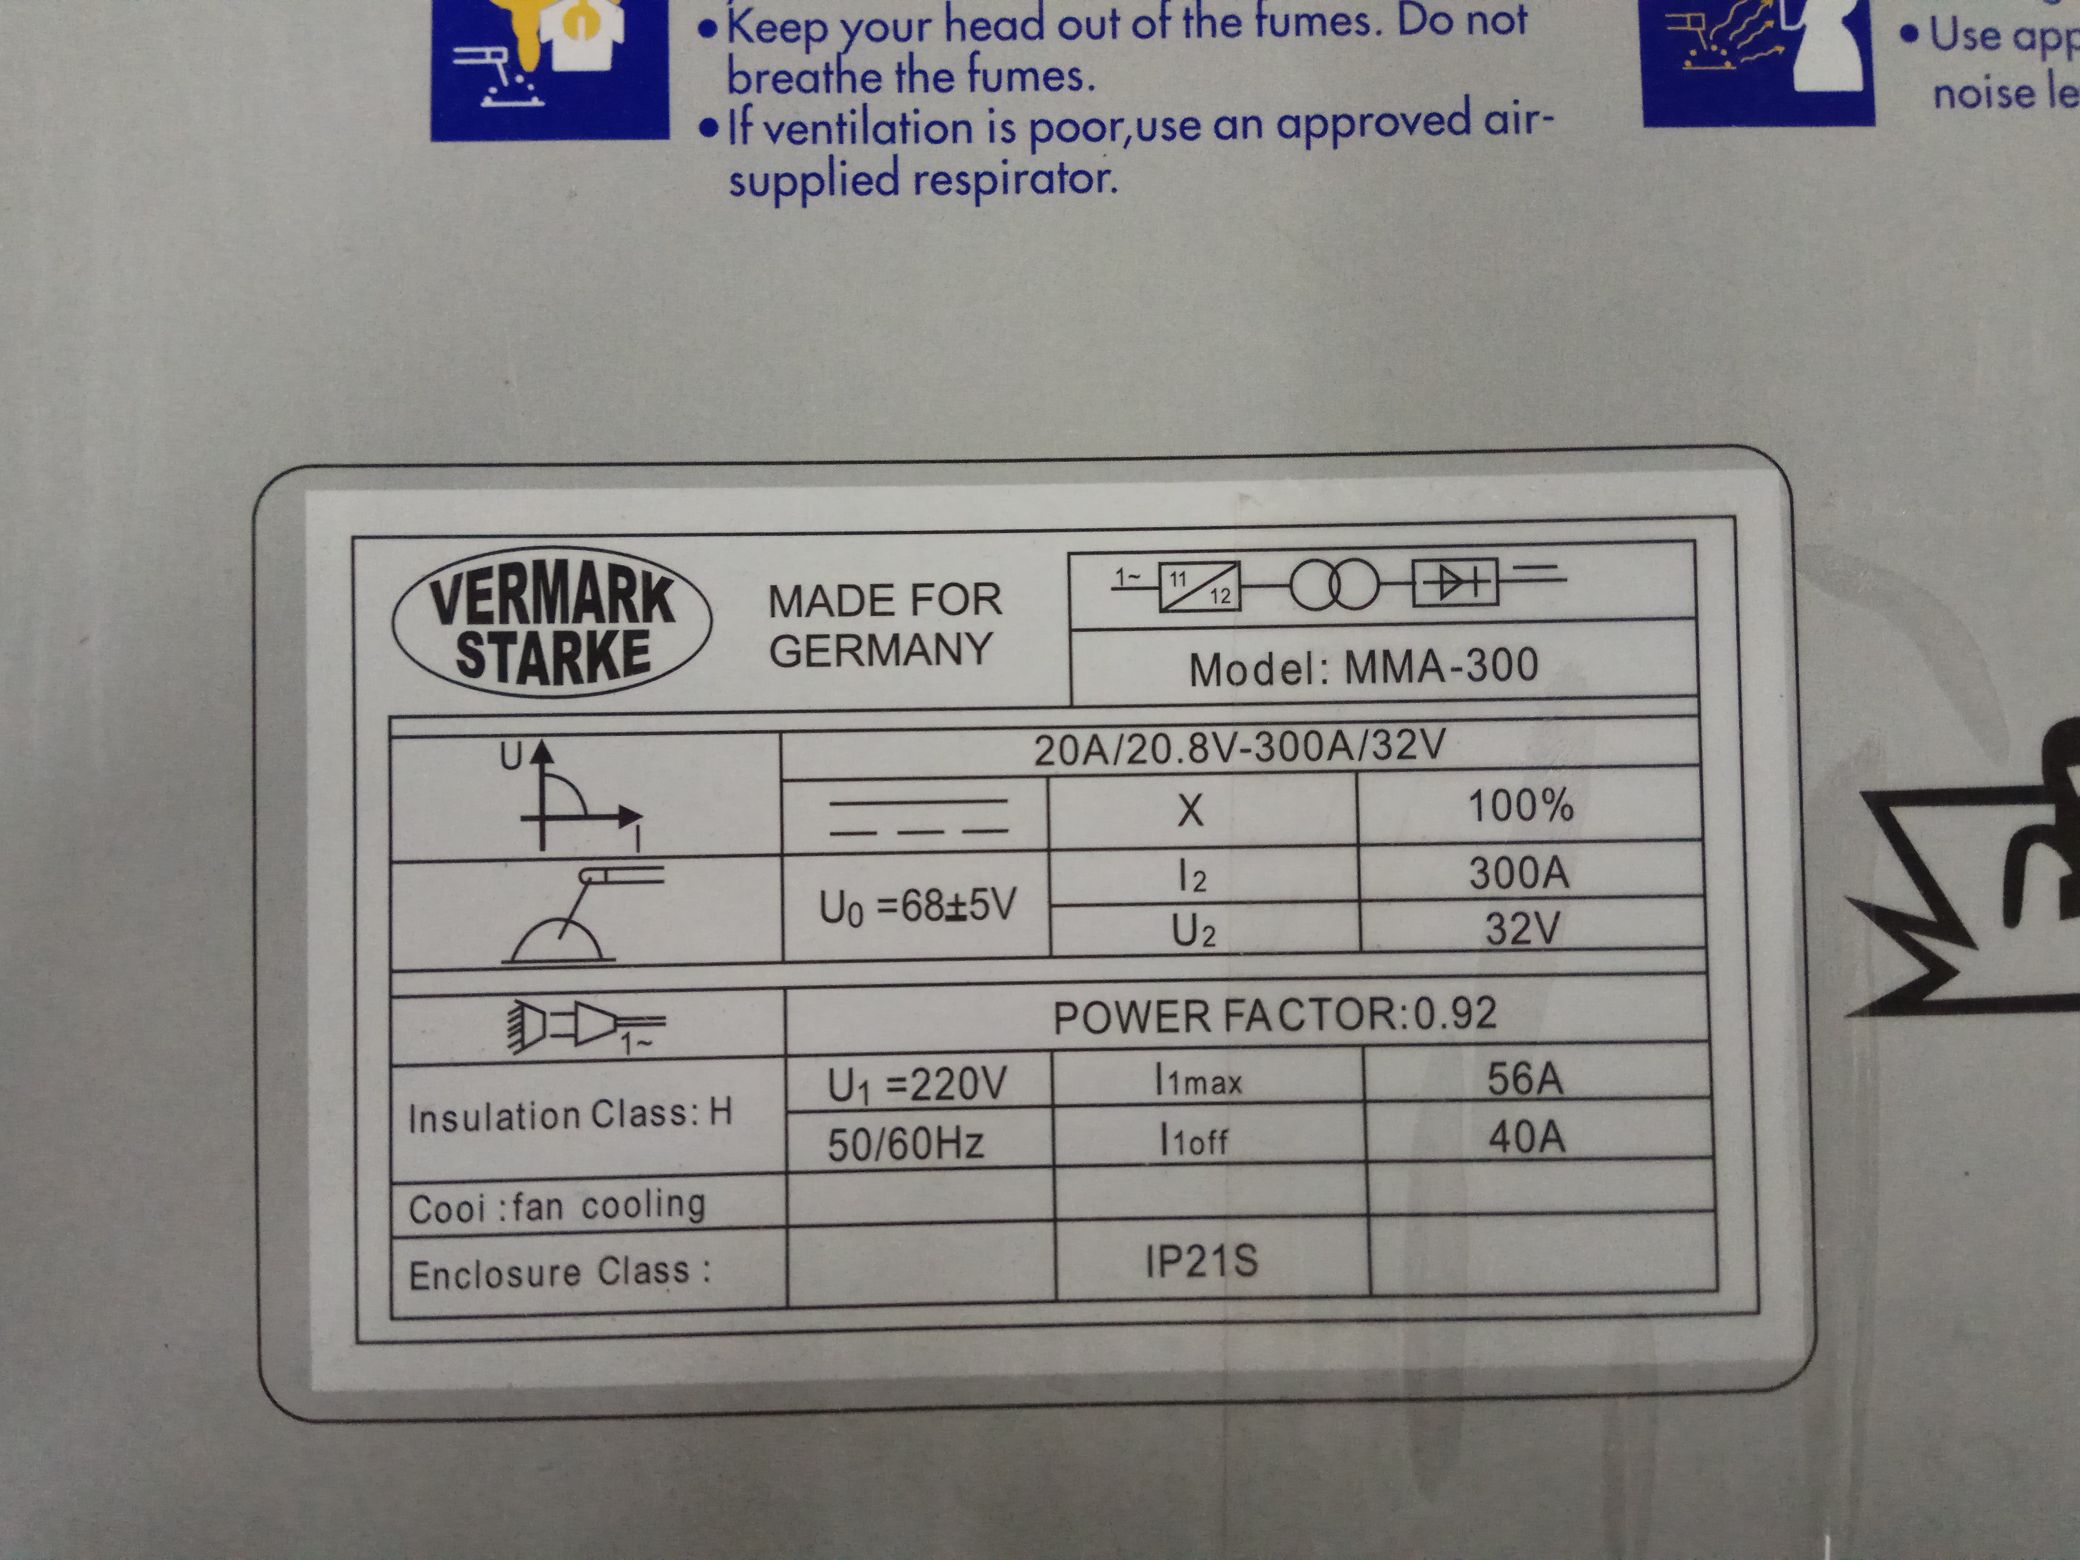 • Keep your head out of the fumes. Do not
breathe the fumes.
• If ventilation is poor,use an approved air-
supplied respirator.
• Use
noise
VERMARK
STARKE
MADE FOR
GERMANY
1~ 11 12
Model: MMA-300
U
I
20A/20.8V-300A/32V
X 100%
U0 =68±5V
I2 300A
U2 32V
1~
POWER FACTOR:0.92
Insulation Class: H
U1 =220V I1max 56A
50/60Hz I1off 40A
Cooi :fan cooling
Enclosure Class : IP21S